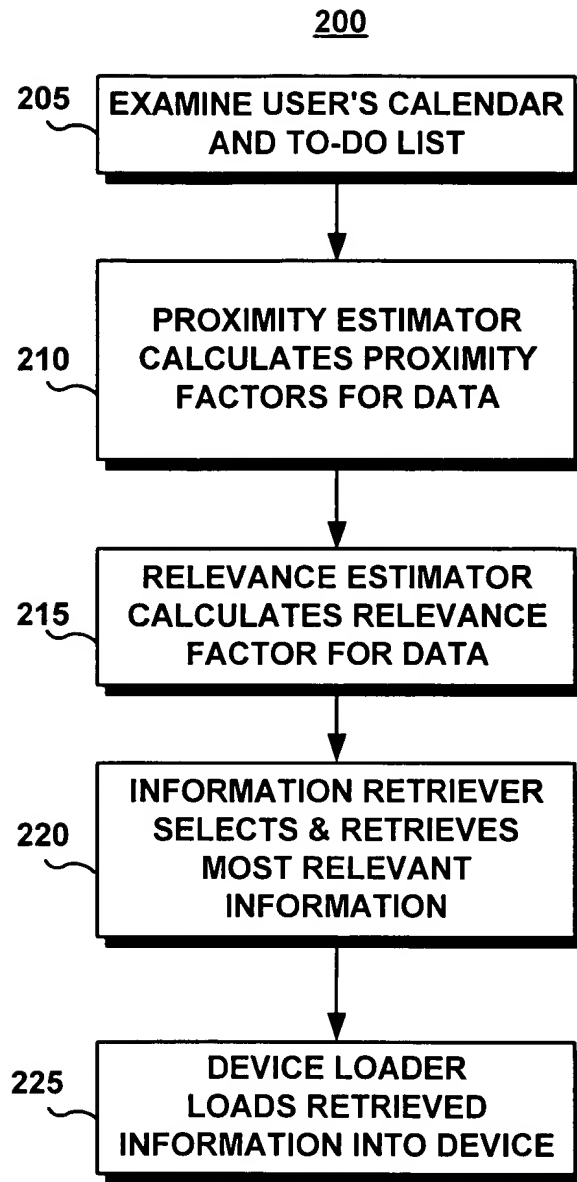 200
205
EXAMINE USER'S CALENDAR
AND TO-DO LIST
210
PROXIMITY ESTIMATOR
CALCULATES PROXIMITY
FACTORS FOR DATA
215
RELEVANCE ESTIMATOR
CALCULATES RELEVANCE
FACTOR FOR DATA
220
INFORMATION RETRIEVER
SELECTS & RETRIEVES
MOST RELEVANT
INFORMATION
225
DEVICE LOADER
LOADS RETRIEVED
INFORMATION INTO DEVICE